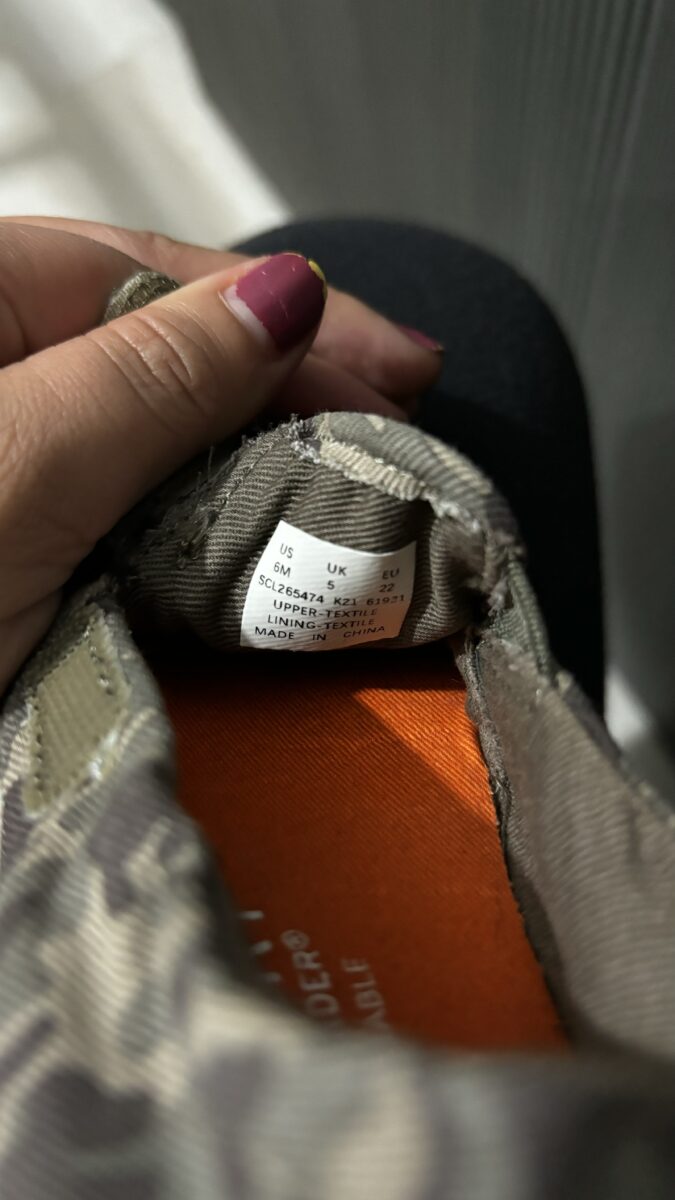 US UK EU
6M 5 22
SCL265474 K21 61921
UPPER-TEXTILE
LINING-TEXTILE
MADE IN CHINA